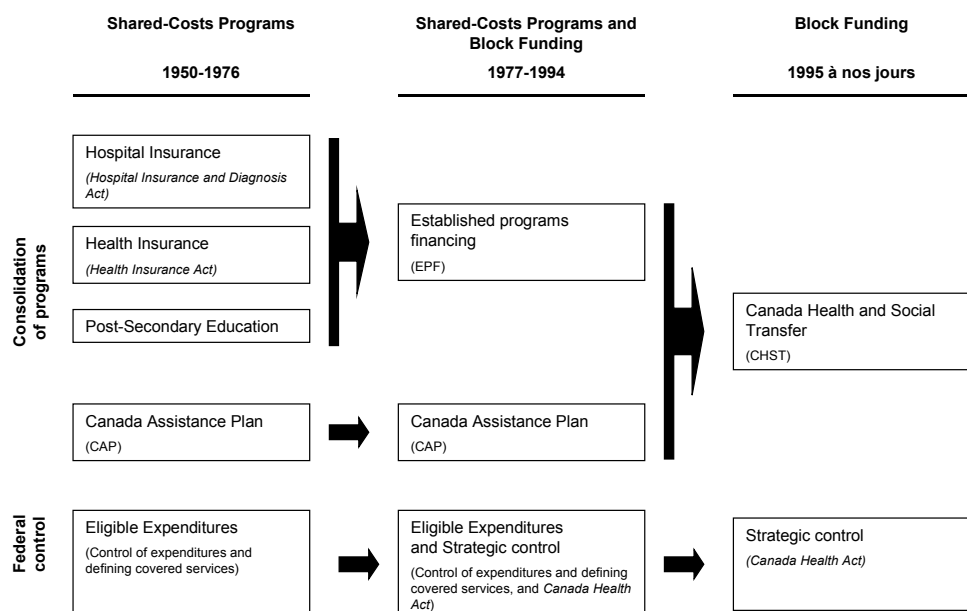 Shared-Costs Programs
1950-1976
Shared-Costs Programs and
Block Funding
1977-1994
Block Funding
1995 à nos jours
Consolidation
of programs
Hospital Insurance
(Hospital Insurance and Diagnosis
Act)
Health Insurance
(Health Insurance Act)
Post-Secondary Education
Established programs
financing
(EPF)
Canada Health and Social
Transfer
(CHST)
Canada Assistance Plan
(CAP)
Canada Assistance Plan
(CAP)
Federal
control
Eligible Expenditures
(Control of expenditures and
defining covered services)
Eligible Expenditures
and Strategic control
(Control of expenditures and defining
covered services, and Canada Health
Act)
Strategic control
(Canada Health Act)